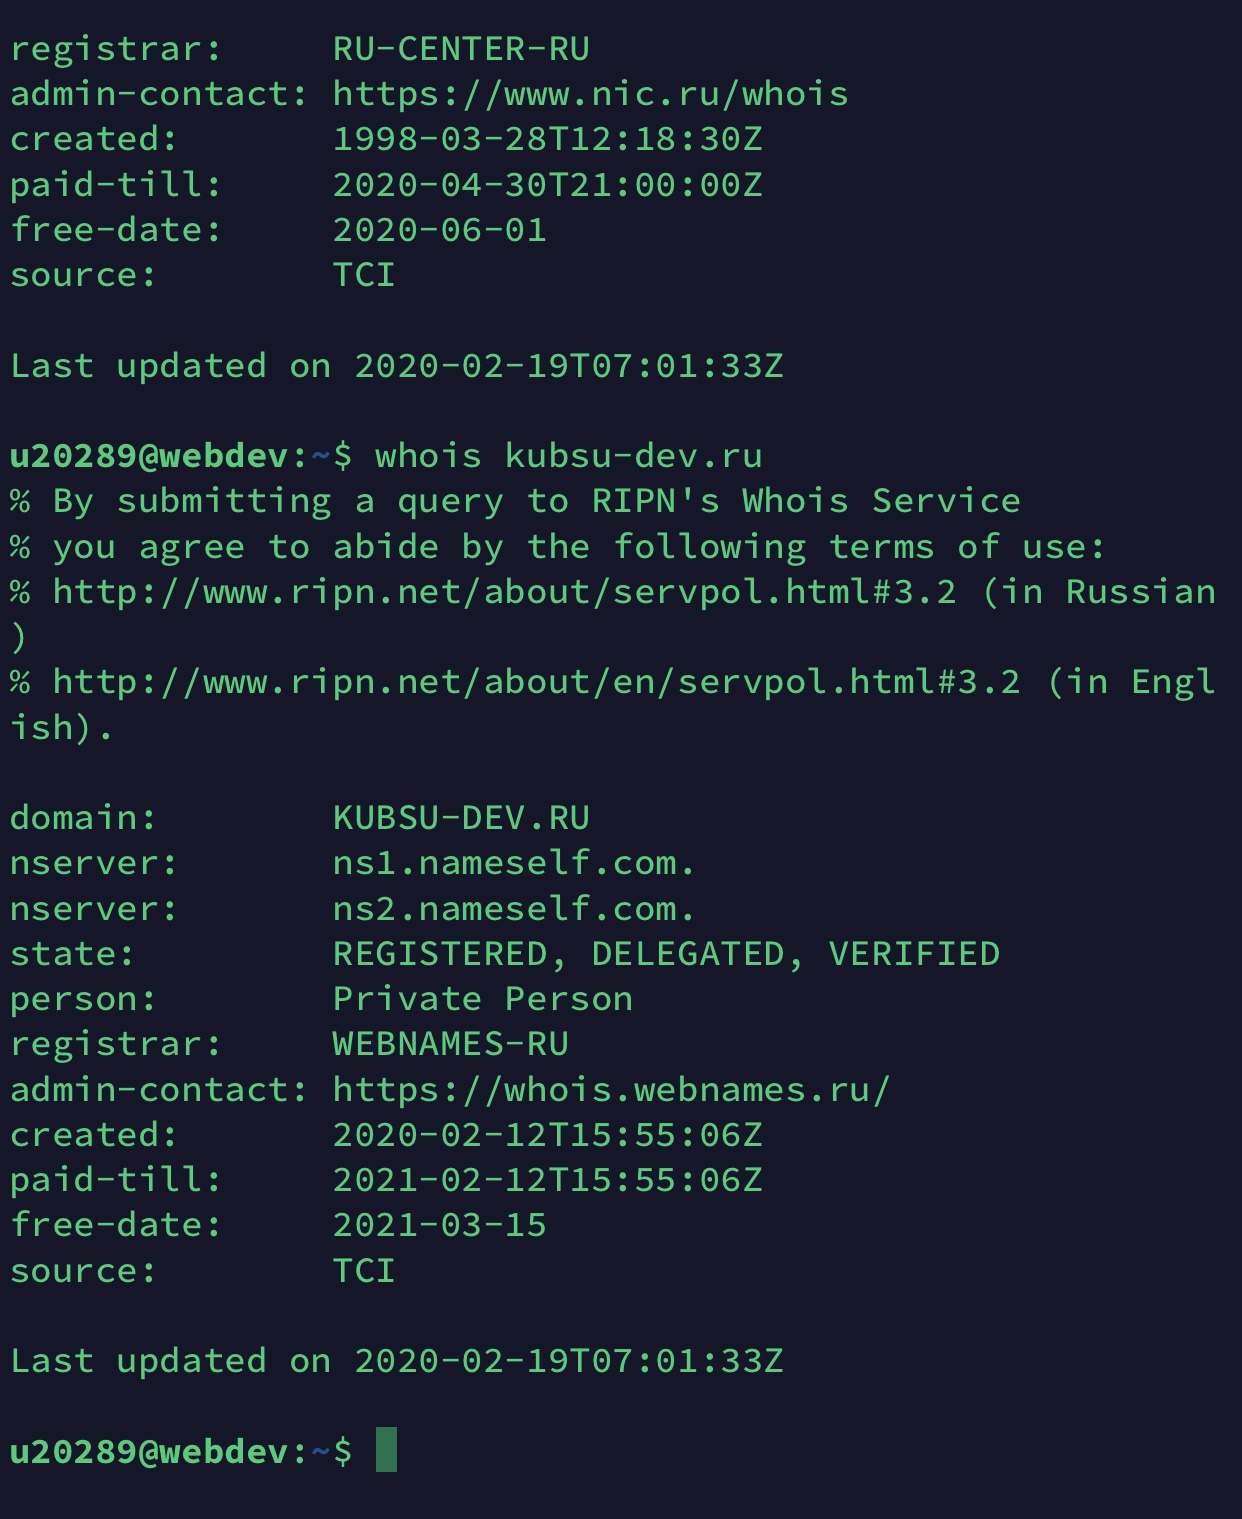 registrar:     RU-CENTER-RU
admin-contact: https://www.nic.ru/whois
created:       1998-03-28T12:18:30Z
paid-till:     2020-04-30T21:00:00Z
free-date:     2020-06-01
source:        TCI

Last updated on 2020-02-19T07:01:33Z

u20289@webdev:~$ whois kubsu-dev.ru
% By submitting a query to RIPN's Whois Service
% you agree to abide by the following terms of use:
% http://www.ripn.net/about/servpol.html#3.2 (in Russian
)
% http://www.ripn.net/about/en/servpol.html#3.2 (in Engl
ish).

domain:        KUBSU-DEV.RU
nserver:       ns1.nameself.com.
nserver:       ns2.nameself.com.
state:         REGISTERED, DELEGATED, VERIFIED
person:        Private Person
registrar:     WEBNAMES-RU
admin-contact: https://whois.webnames.ru/
created:       2020-02-12T15:55:06Z
paid-till:     2021-02-12T15:55:06Z
free-date:     2021-03-15
source:        TCI

Last updated on 2020-02-19T07:01:33Z

u20289@webdev:~$